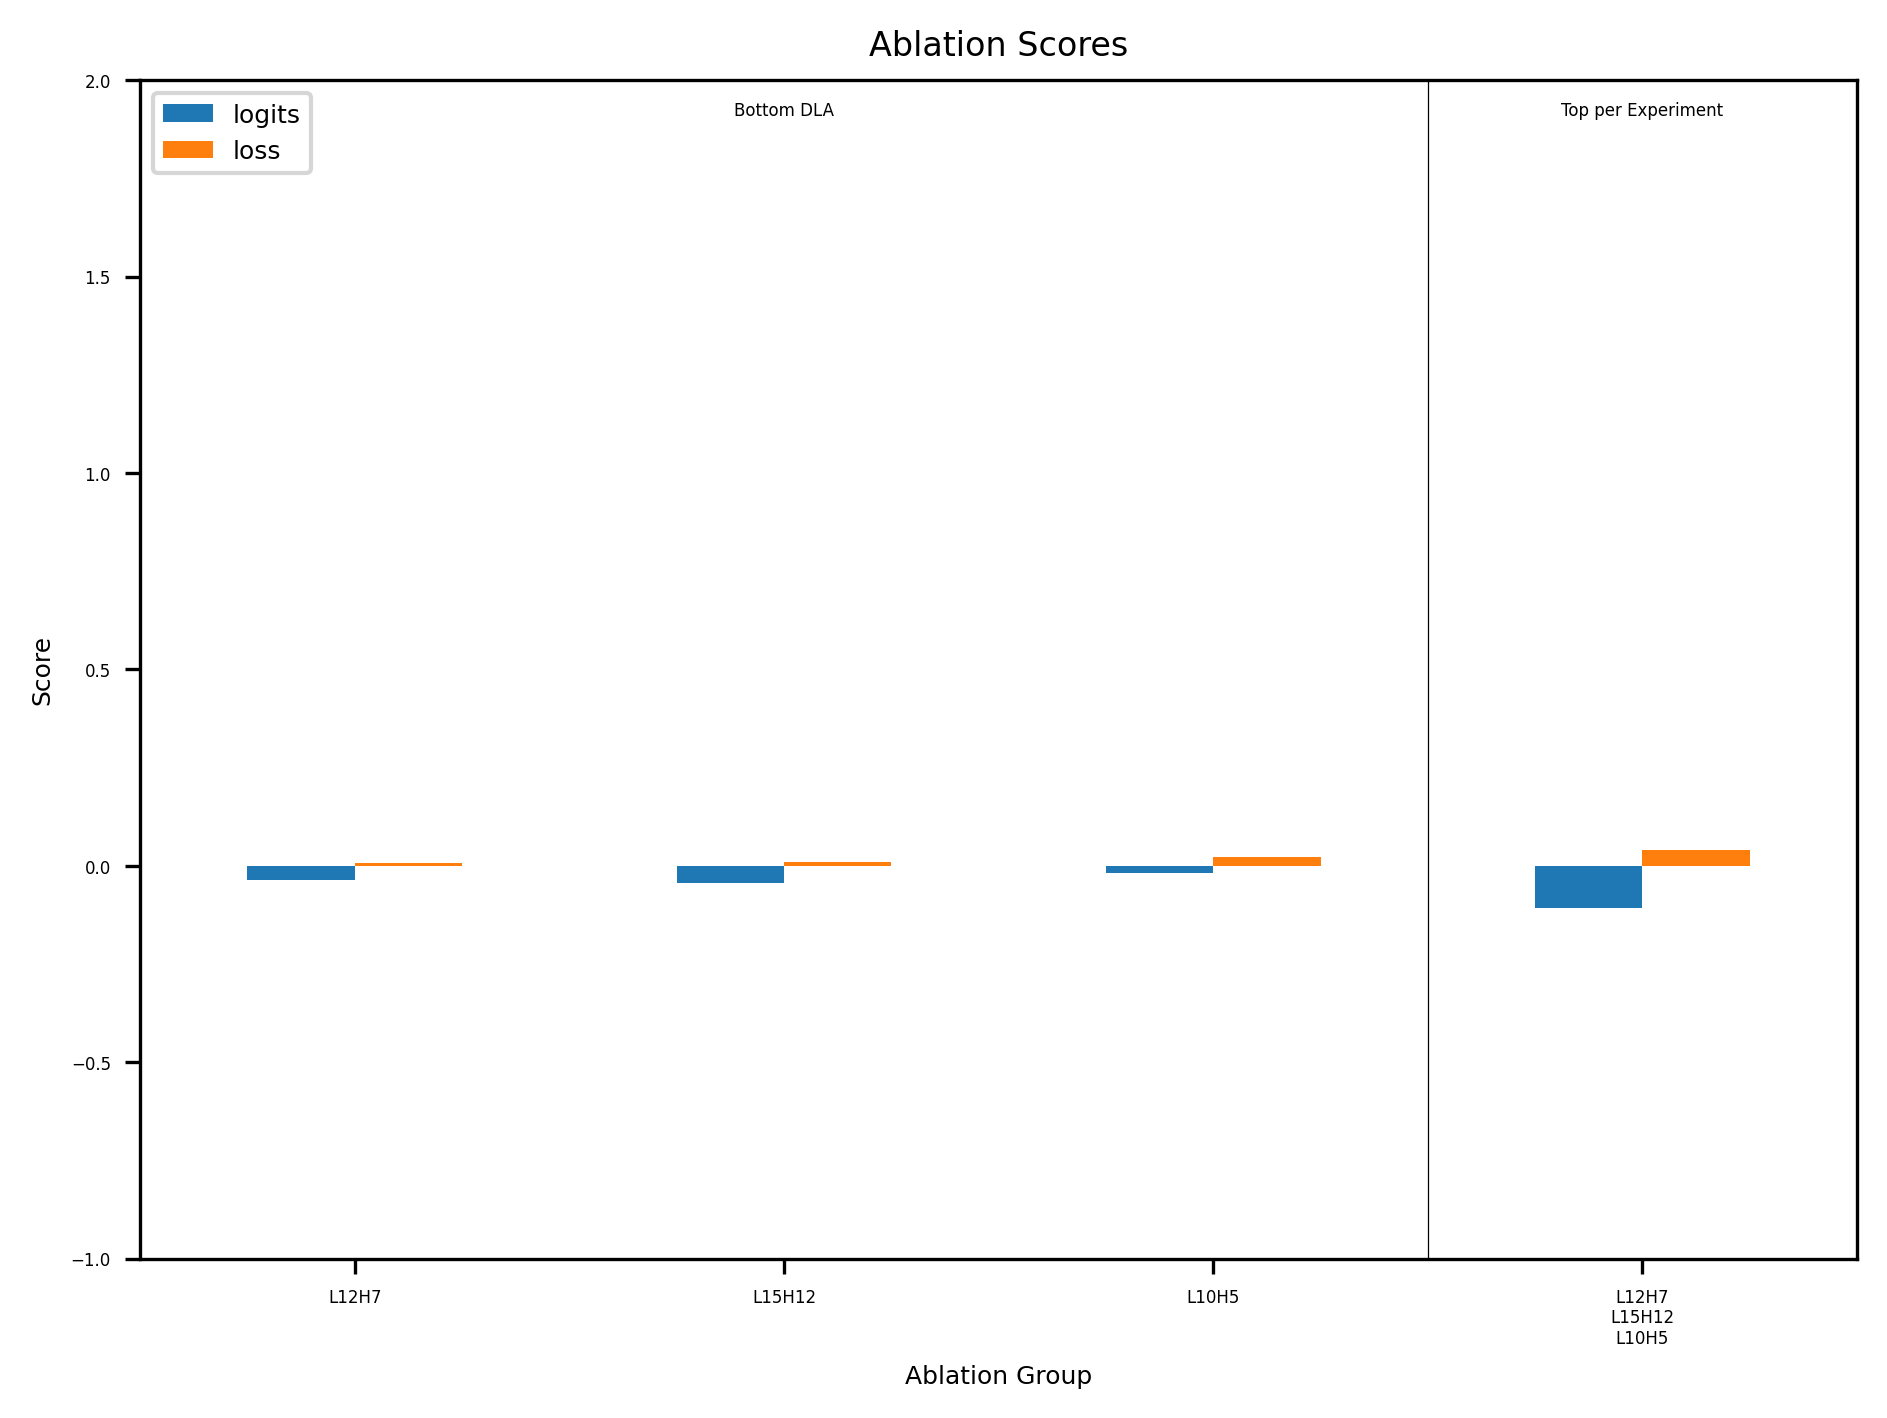 Ablation Scores
logits
loss
Bottom DLA
Top per Experiment
2.0
1.5
1.0
0.5
0.0
−0.5
−1.0
Score
L12H7
L15H12
L10H5
L12H7
L15H12
L10H5
Ablation Group